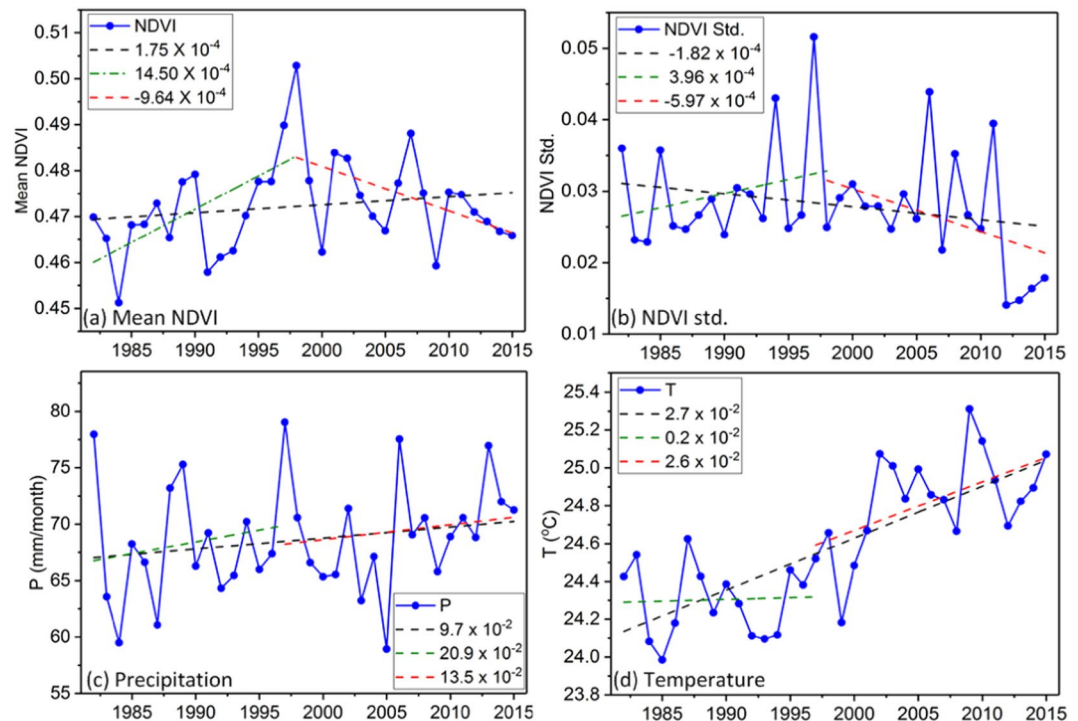 0.51
0.50
0.49
0.48
0.47
0.46
0.45
Mean NDVI
NDVI
1.75 X 10-4
14.50 X 10-4
-9.64 X 10-4
(a) Mean NDVI
1985 1990 1995 2000 2005 2010 2015
0.05
0.04
0.03
0.02
0.01
NDVI Std.
NDVI Std.
-1.82 x 10-4
3.96 x 10-4
-5.97 x 10-4
(b) NDVI std.
1985 1990 1995 2000 2005 2010 2015
80
75
70
65
60
55
P (mm/month)
P
9.7 x 10-2
20.9 x 10-2
13.5 x 10-2
(c) Precipitation
1985 1990 1995 2000 2005 2010 2015
25.4
25.2
25.0
24.8
24.6
24.4
24.2
24.0
23.8
T (oC)
T
2.7 x 10-2
0.2 x 10-2
2.6 x 10-2
(d) Temperature
1985 1990 1995 2000 2005 2010 2015